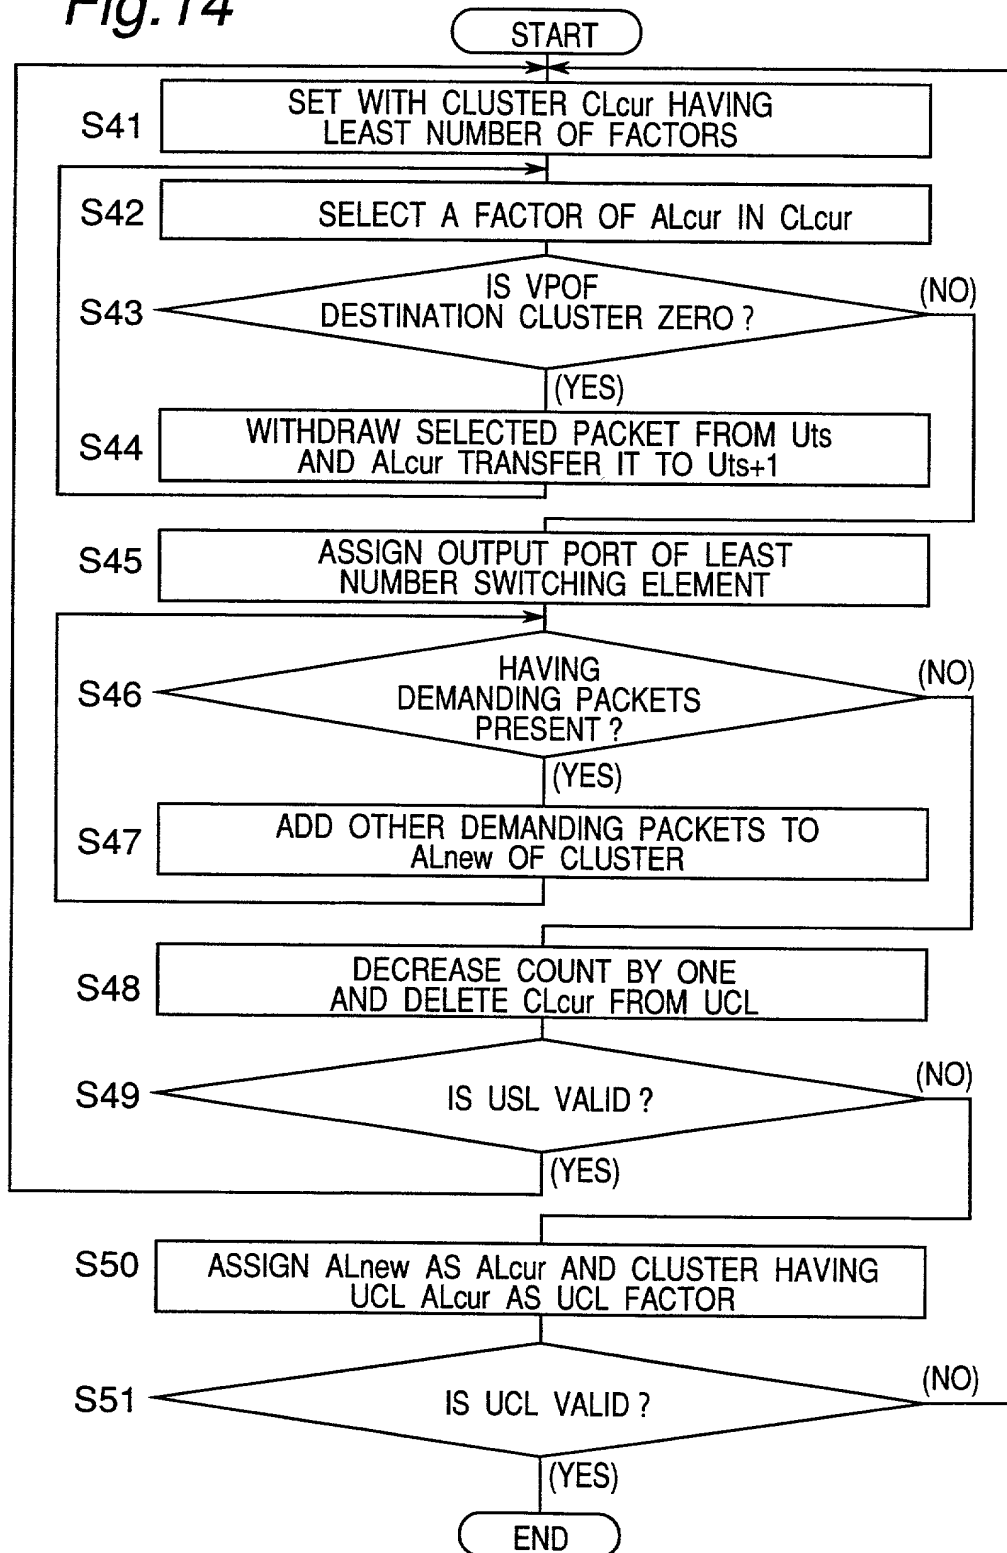 Fig. 14
START
S41
SET WITH CLUSTER CLcur HAVING
LEAST NUMBER OF FACTORS
S42
SELECT A FACTOR OF ALcur IN CLcur
S43
IS VPOF
DESTINATION CLUSTER ZERO ?
(NO)
(YES)
S44
WITHDRAW SELECTED PACKET FROM Uts
AND ALcur TRANSFER IT TO Uts+1
S45
ASSIGN OUTPUT PORT OF LEAST
NUMBER SWITCHING ELEMENT
S46
HAVING
DEMANDING PACKETS
PRESENT ?
(NO)
(YES)
S47
ADD OTHER DEMANDING PACKETS TO
ALnew OF CLUSTER
S48
DECREASE COUNT BY ONE
AND DELETE CLcur FROM UCL
S49
IS USL VALID ?
(NO)
(YES)
S50
ASSIGN ALnew AS ALcur AND CLUSTER HAVING
UCL ALcur AS UCL FACTOR
S51
IS UCL VALID ?
(NO)
(YES)
END